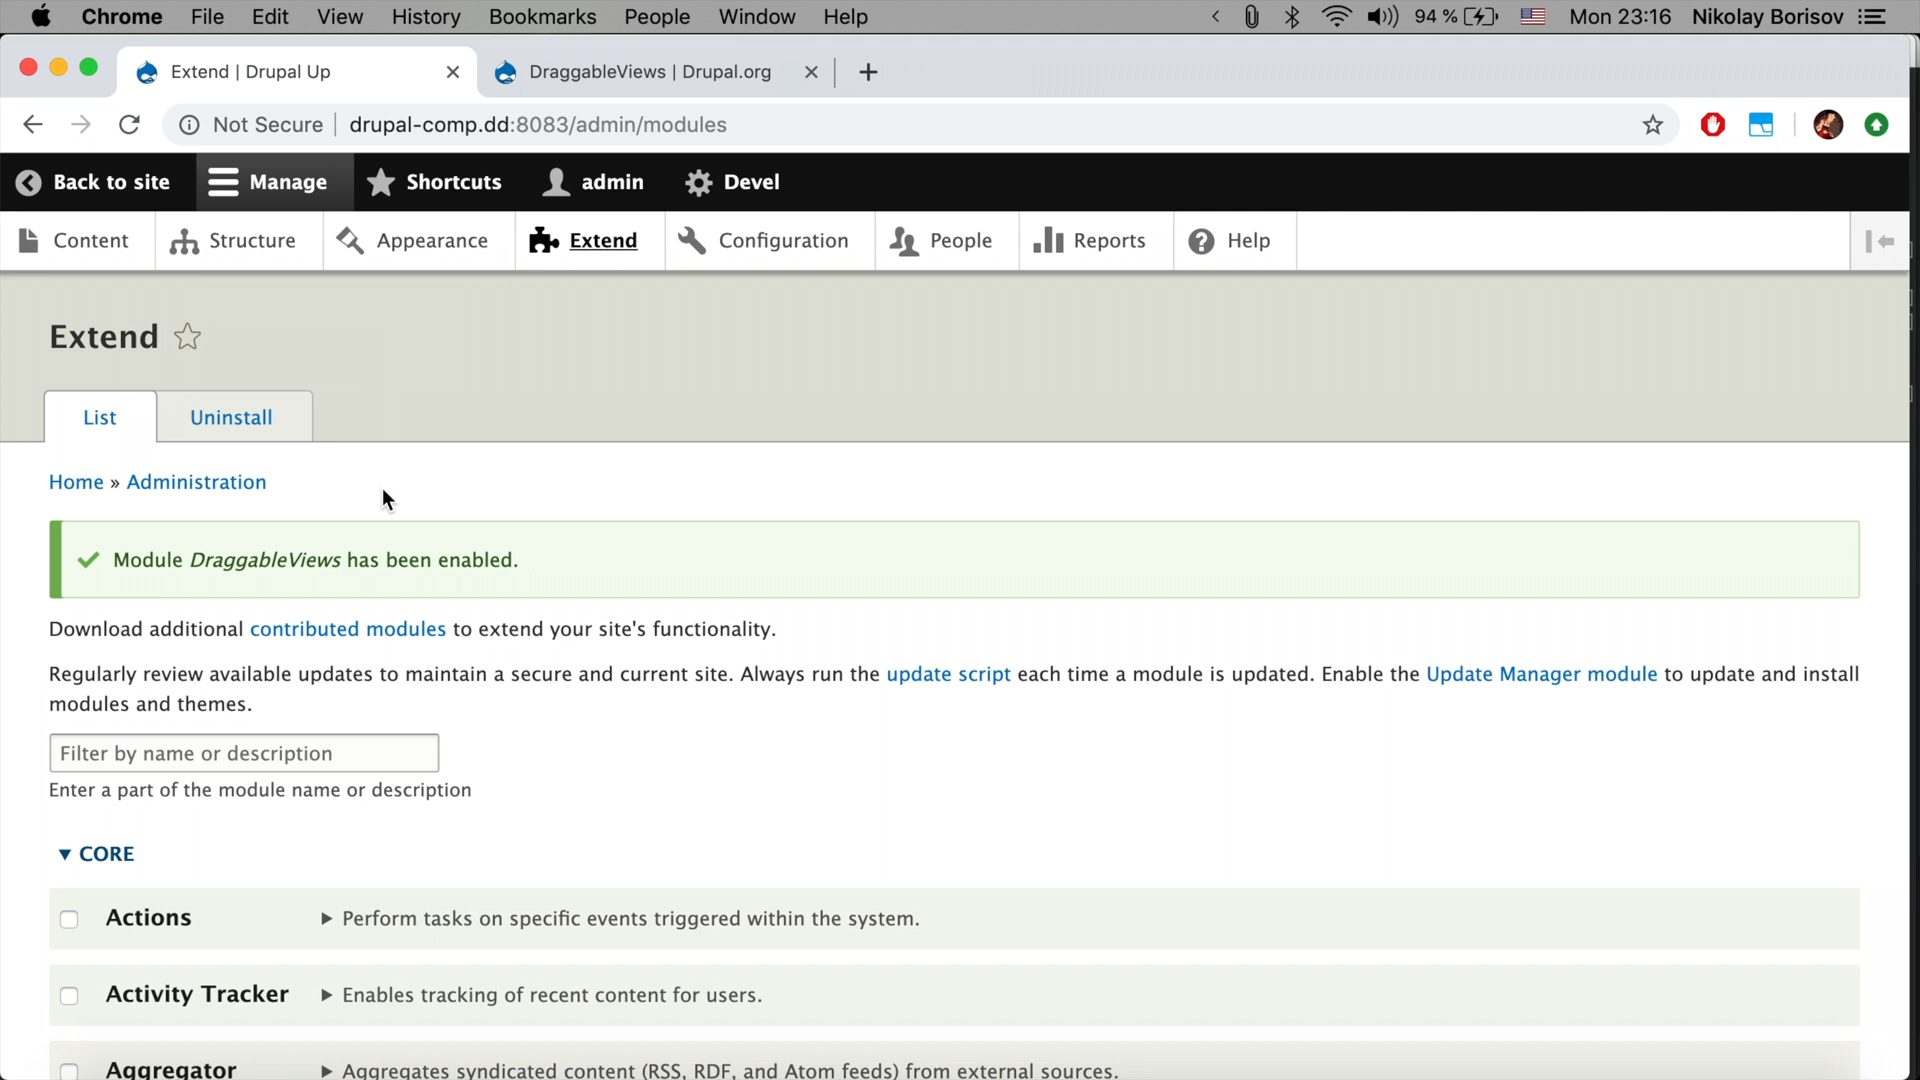 Chrome File Edit View History Bookmarks People Window Help 94 % Mon 23:16 Nikolay Borisov
Extend | Drupal Up DraggableViews | Drupal.org
Not Secure drupal-comp.dd:8083/admin/modules
Back to site Manage Shortcuts admin Devel
Content Structure Appearance Extend Configuration People Reports Help
Extend
List Uninstall
Home » Administration
Module DraggableViews has been enabled.
Download additional contributed modules to extend your site's functionality.
Regularly review available updates to maintain a secure and current site. Always run the update script each time a module is updated. Enable the Update Manager module to update and install
modules and themes.
Filter by name or description
Enter a part of the module name or description
CORE
Actions Perform tasks on specific events triggered within the system.
Activity Tracker Enables tracking of recent content for users.
Aggregator Aggregates syndicated content (RSS, RDF, and Atom feeds) from external sources.